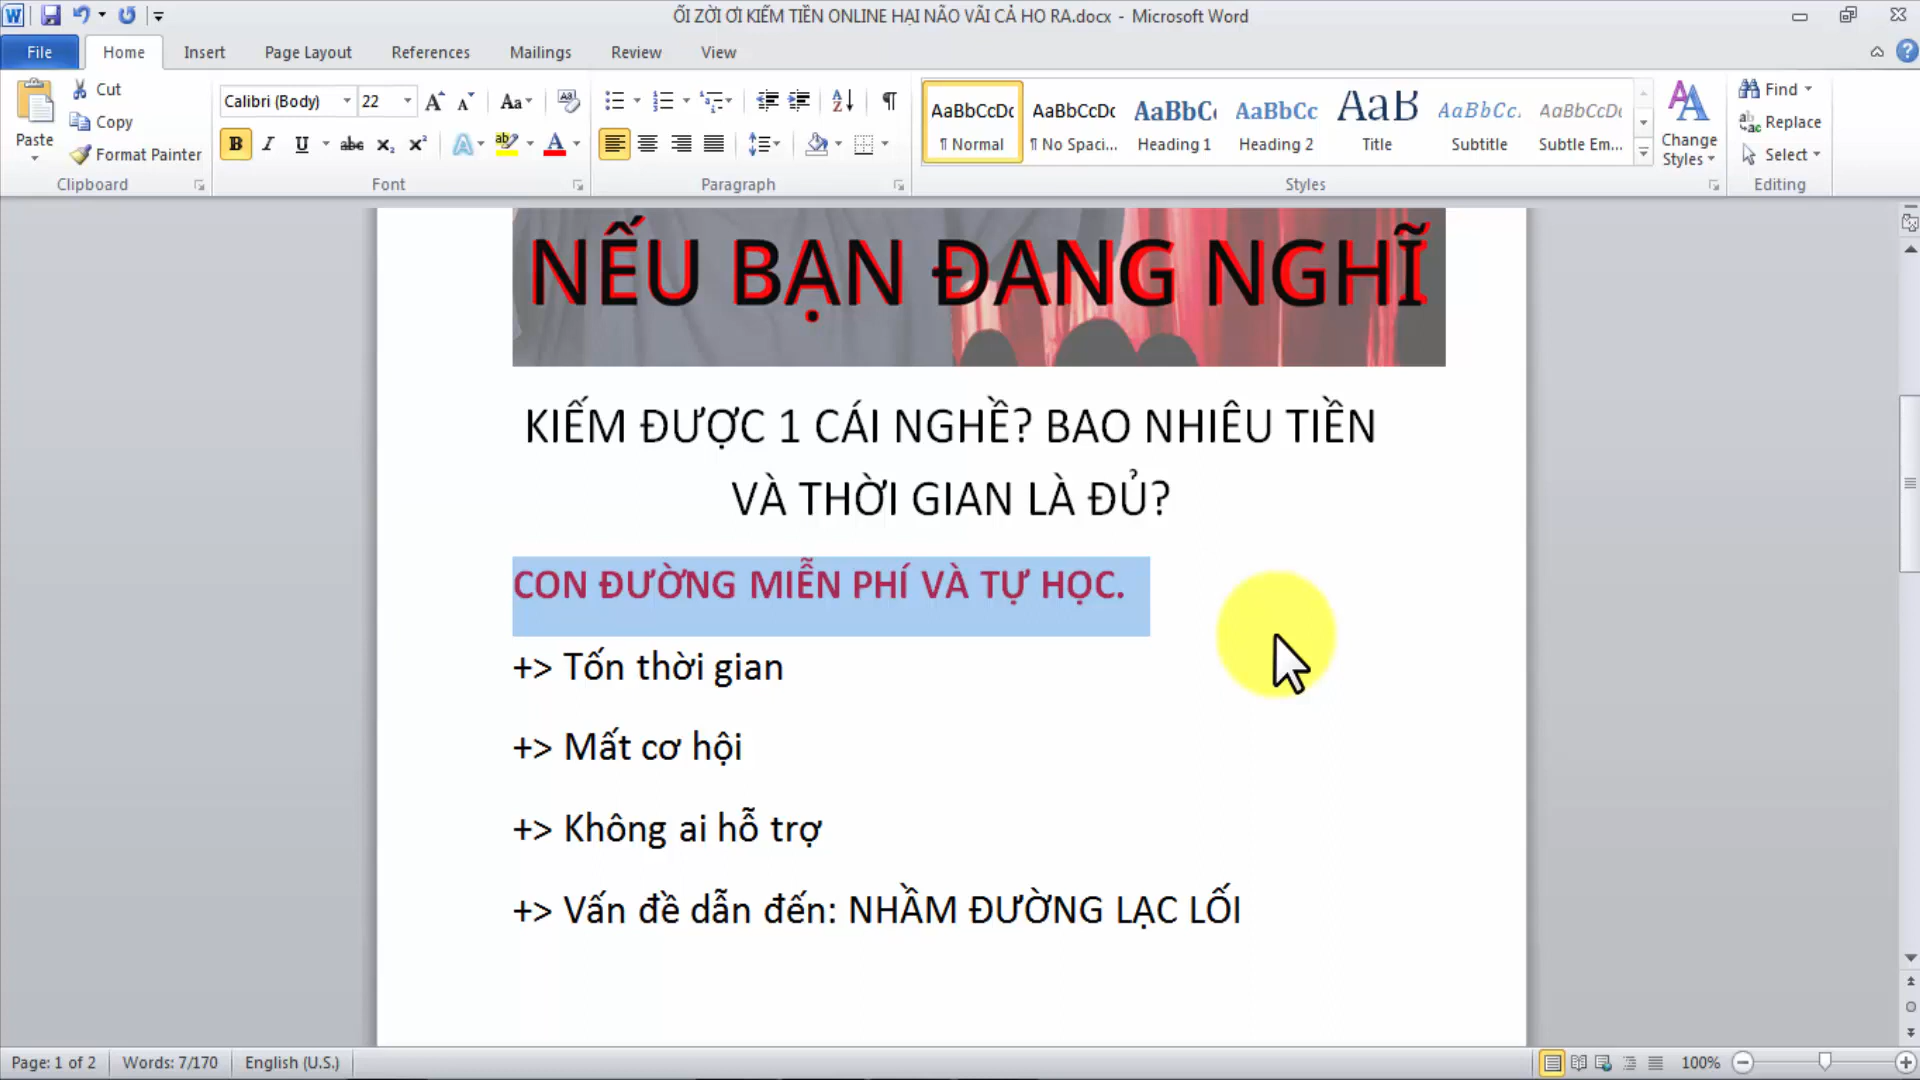 ỐI ZỜI ƠI KIẾM TIỀN ONLINE HẠI NÃO VÃI CẢ HO RA.docx - Microsoft Word
File Home Insert Page Layout References Mailings Review View
Paste
Cut
Copy
Format Painter
Clipboard
Calibri (Body) 22
Font
Paragraph
AaBbCcDc AaBbCcDc AaBbC AaBbCc AaB AaBbCc. AaBbCcDc
¶ Normal ¶ No Spaci... Heading 1 Heading 2 Title Subtitle Subtle Em...
Styles
Change
Styles
Find
Replace
Select
Editing
NẾU BẠN ĐANG NGHĨ
KIẾM ĐƯỢC 1 CÁI NGHỀ? BAO NHIÊU TIỀN
VÀ THỜI GIAN LÀ ĐỦ?
CON ĐƯỜNG MIỄN PHÍ VÀ TỰ HỌC.
+> Tốn thời gian
+> Mất cơ hội
+> Không ai hỗ trợ
+> Vấn đề dẫn đến: NHẦM ĐƯỜNG LẠC LỐI
Page: 1 of 2 Words: 7/170 English (U.S.) 100%